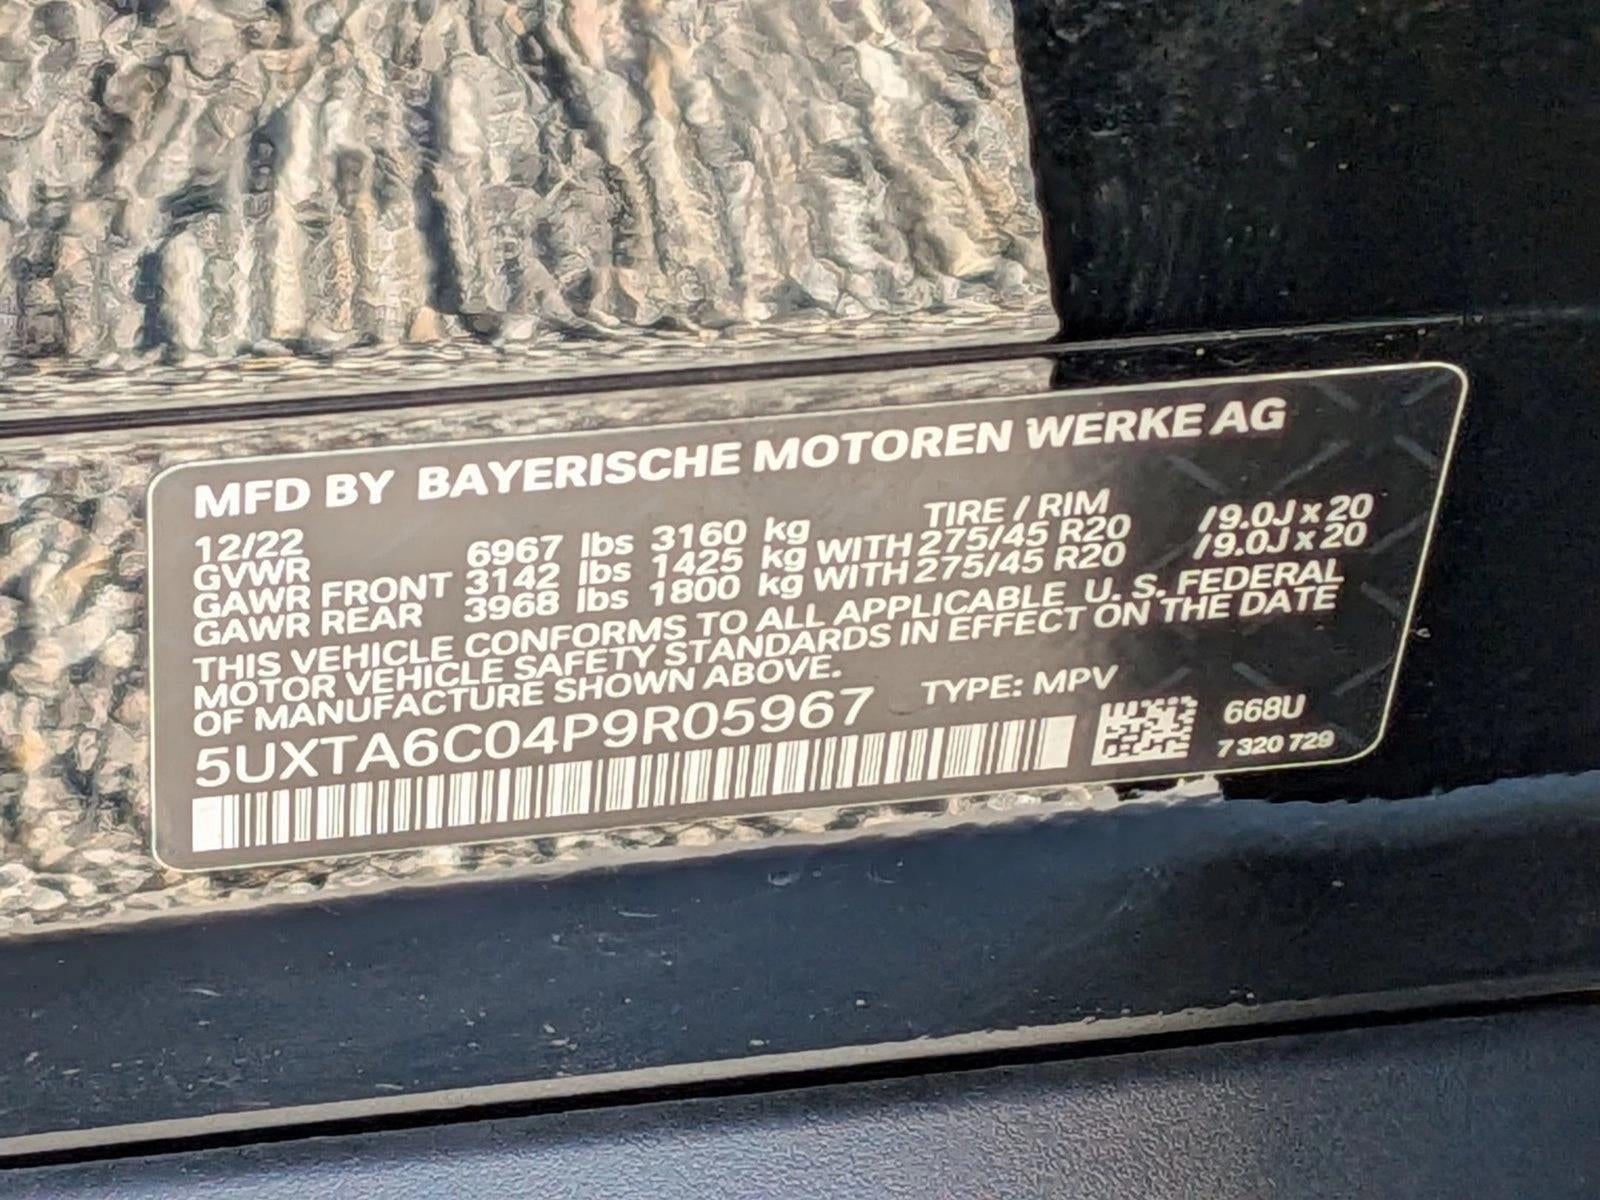 MFD BY BAYERISCHE MOTOREN WERKE AG
12/22 TIRE / RIM
GVWR 6967 lbs 3160 kg
GAWR FRONT 3142 lbs 1425 kg WITH 275/45 R20 /9.0J x 20
GAWR REAR 3968 lbs 1800 kg WITH 275/45 R20 /9.0J x 20
THIS VEHICLE CONFORMS TO ALL APPLICABLE U. S. FEDERAL
MOTOR VEHICLE SAFETY STANDARDS IN EFFECT ON THE DATE
OF MANUFACTURE SHOWN ABOVE.
5UXTA6C04P9R05967 TYPE: MPV
668U
7 320 729